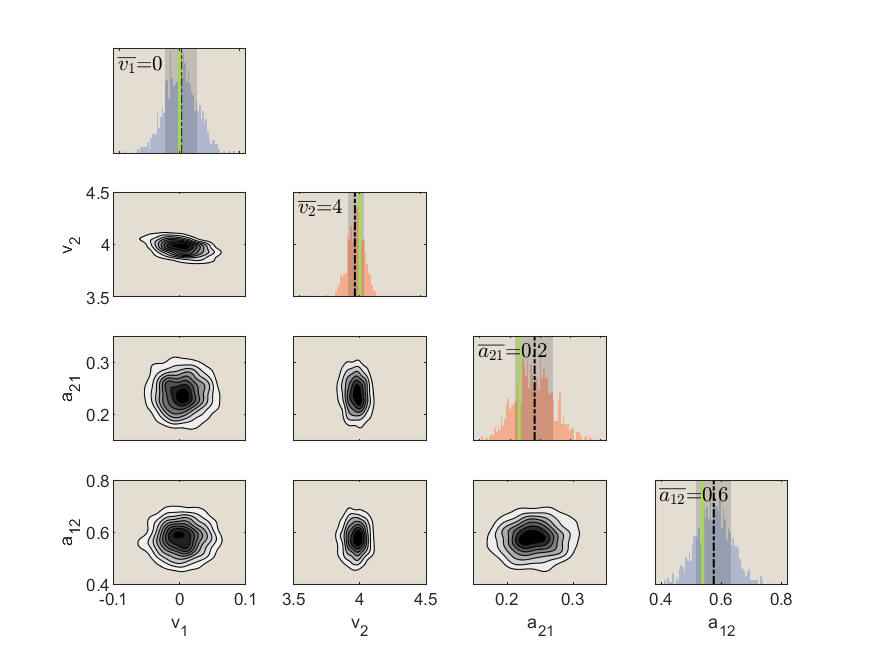 v̅₁=0
4.5
4
3.5
v₂
v̅₂=4
0.3
0.2
a₂₁
a̅₂₁=0.2
0.8
0.6
0.4
a₁₂
a̅₁₂=0.6
-0.1 0 0.1
3.5 4 4.5
0.2 0.3
0.4 0.6 0.8
v₁
v₂
a₂₁
a₁₂